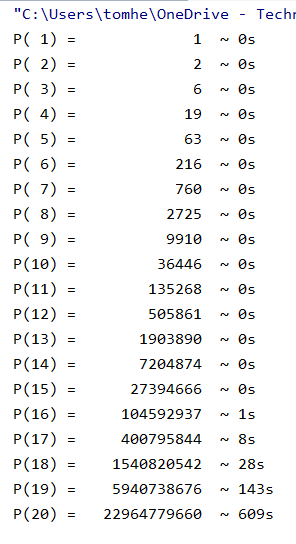 "C:\Users\tomhe\OneDrive - Techn
P( 1) =               1  ~ 0s
P( 2) =               2  ~ 0s
P( 3) =               6  ~ 0s
P( 4) =              19  ~ 0s
P( 5) =              63  ~ 0s
P( 6) =             216  ~ 0s
P( 7) =             760  ~ 0s
P( 8) =            2725  ~ 0s
P( 9) =            9910  ~ 0s
P(10) =           36446  ~ 0s
P(11) =          135268  ~ 0s
P(12) =          505861  ~ 0s
P(13) =         1903890  ~ 0s
P(14) =         7204874  ~ 0s
P(15) =        27394666  ~ 0s
P(16) =       104592937  ~ 1s
P(17) =       400795844  ~ 8s
P(18) =      1540820542  ~ 28s
P(19) =      5940738676  ~ 143s
P(20) =     22964779660  ~ 609s